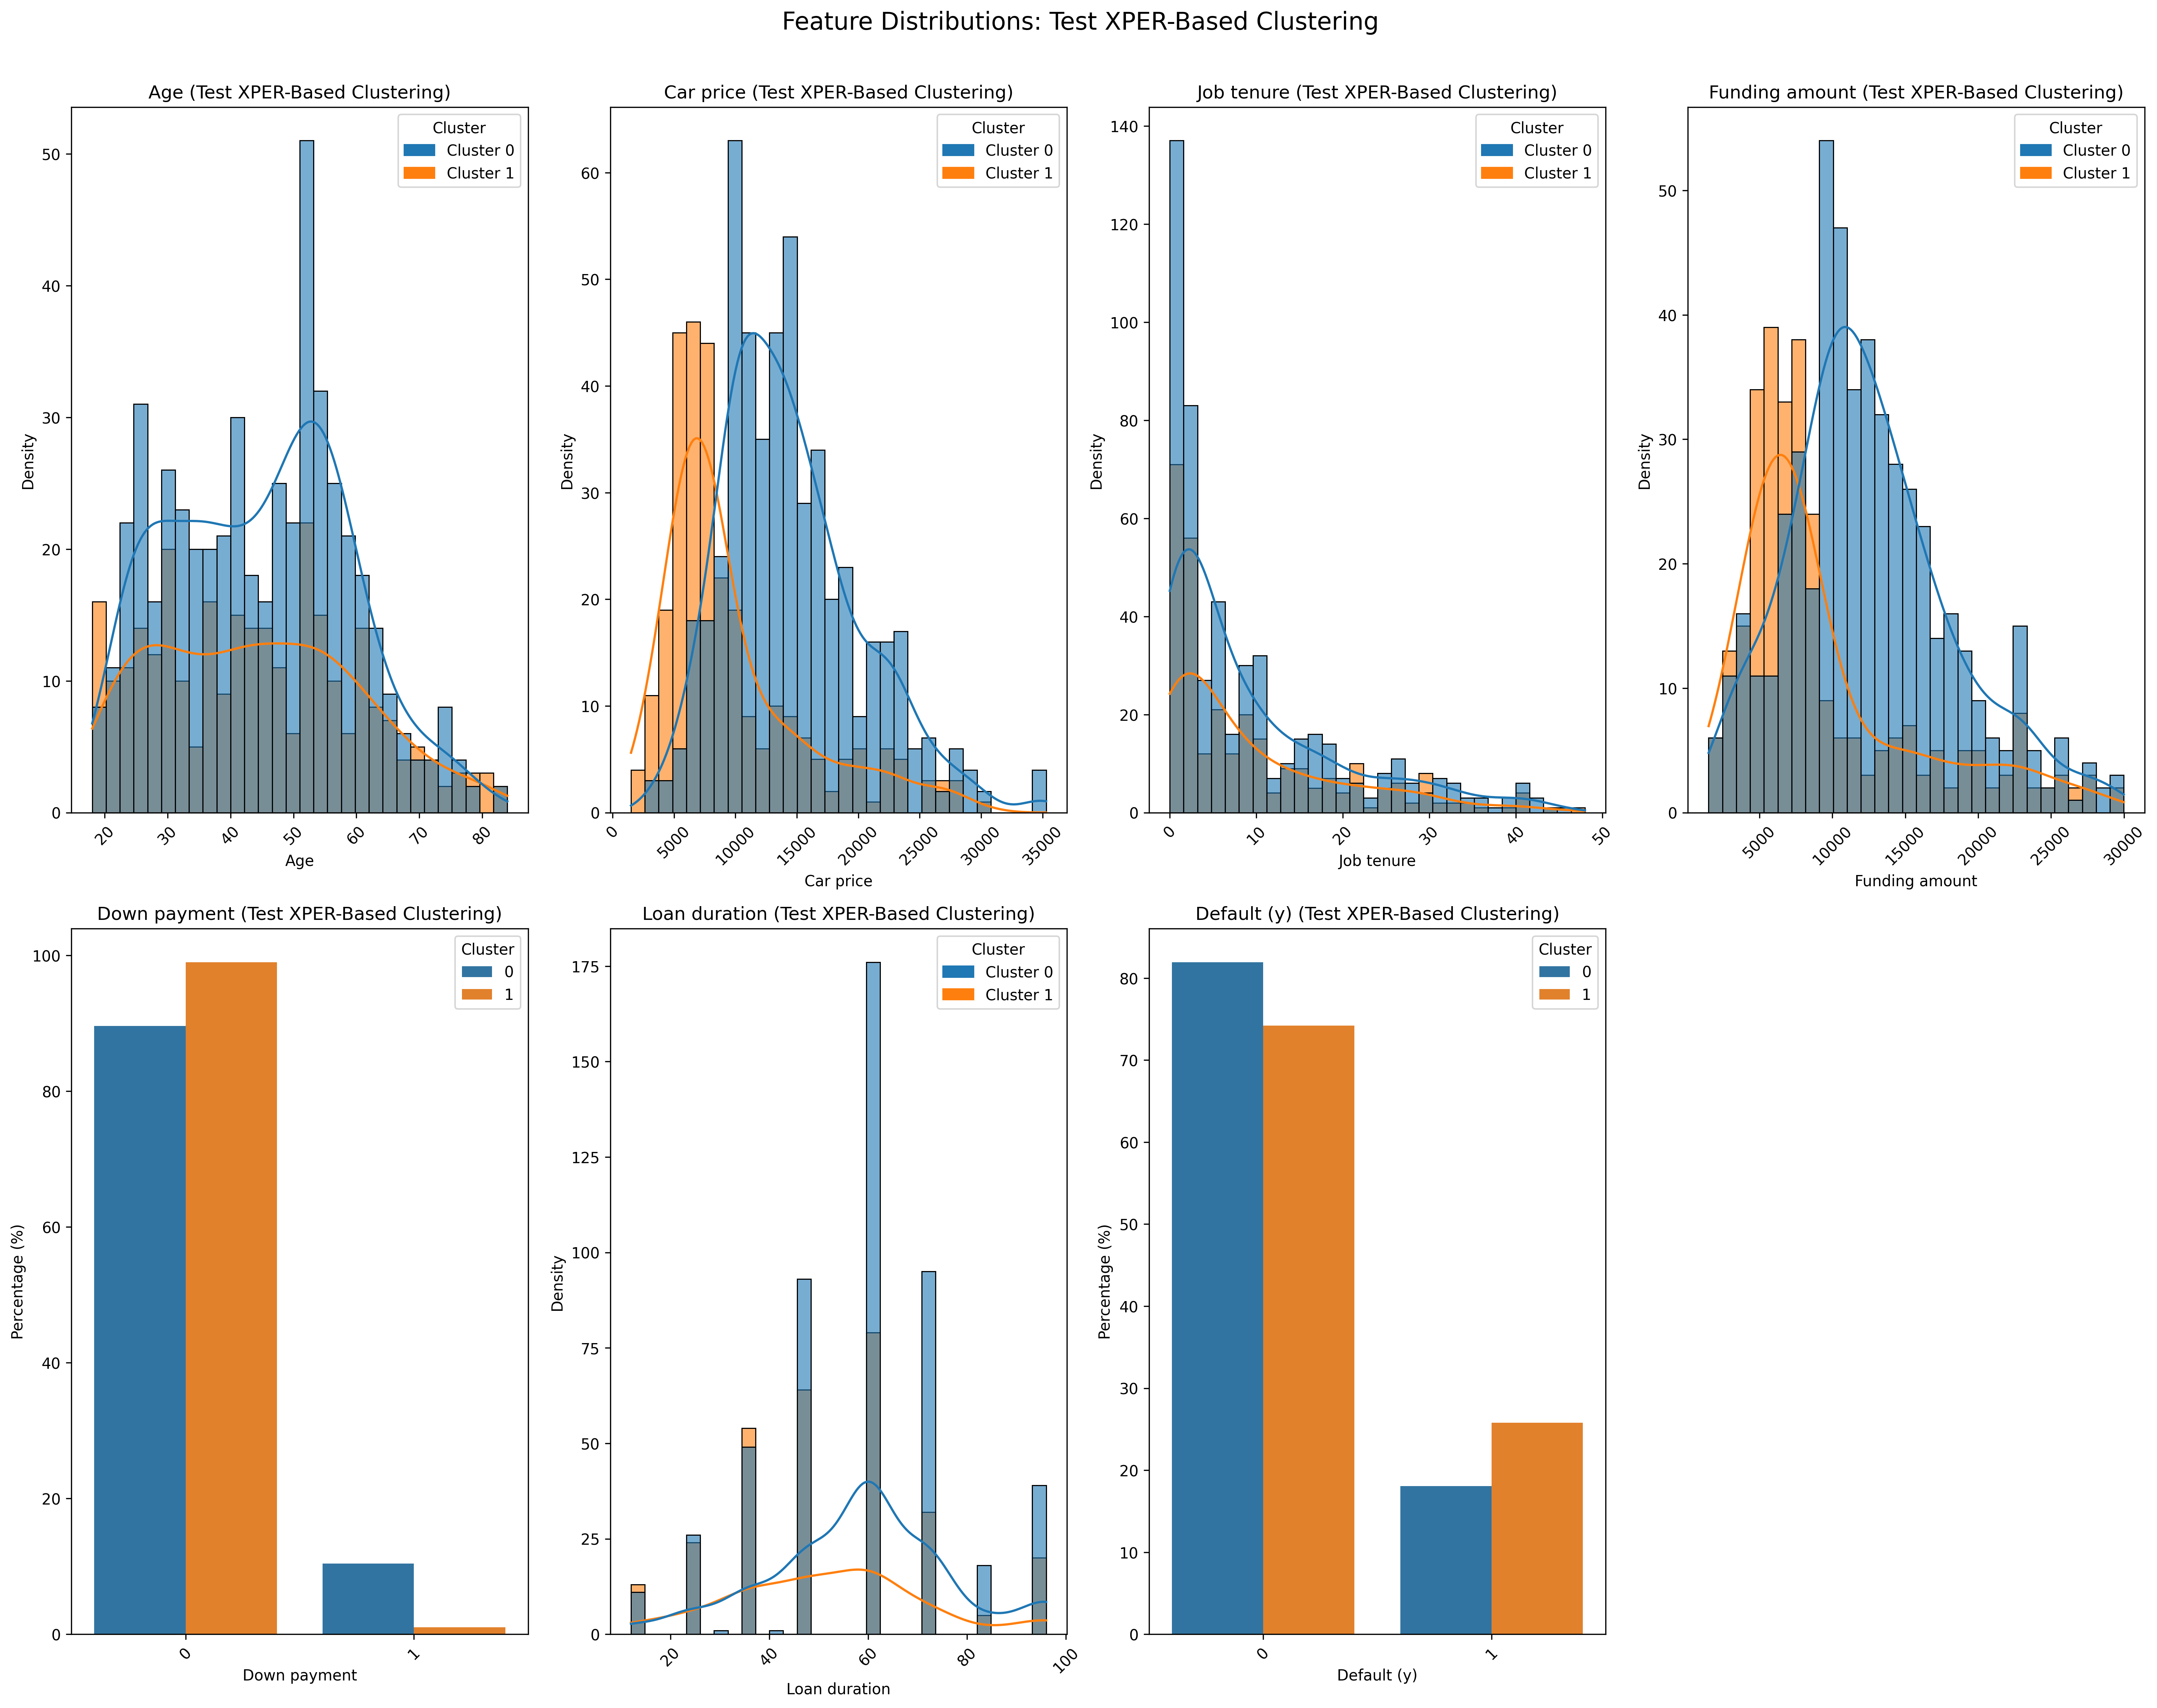 Feature Distributions: Test XPER-Based Clustering
Age (Test XPER-Based Clustering)
Density
50
40
30
20
10
0
Cluster
Cluster 0
Cluster 1
20 30 40 50 60 70 80
Age
Car price (Test XPER-Based Clustering)
Density
60
50
40
30
20
10
0
Cluster
Cluster 0
Cluster 1
0 5000 10000 15000 20000 25000 30000 35000
Car price
Job tenure (Test XPER-Based Clustering)
Density
140
120
100
80
60
40
20
0
Cluster
Cluster 0
Cluster 1
0 10 20 30 40 50
Job tenure
Funding amount (Test XPER-Based Clustering)
Density
50
40
30
20
10
0
Cluster
Cluster 0
Cluster 1
5000 10000 15000 20000 25000 30000
Funding amount
Down payment (Test XPER-Based Clustering)
Percentage (%)
100
80
60
40
20
0
Cluster
0
1
0 1
Down payment
Loan duration (Test XPER-Based Clustering)
Density
175
150
125
100
75
50
25
0
Cluster
Cluster 0
Cluster 1
20 40 60 80 100
Loan duration
Default (y) (Test XPER-Based Clustering)
Percentage (%)
80
70
60
50
40
30
20
10
0
Cluster
0
1
0 1
Default (y)